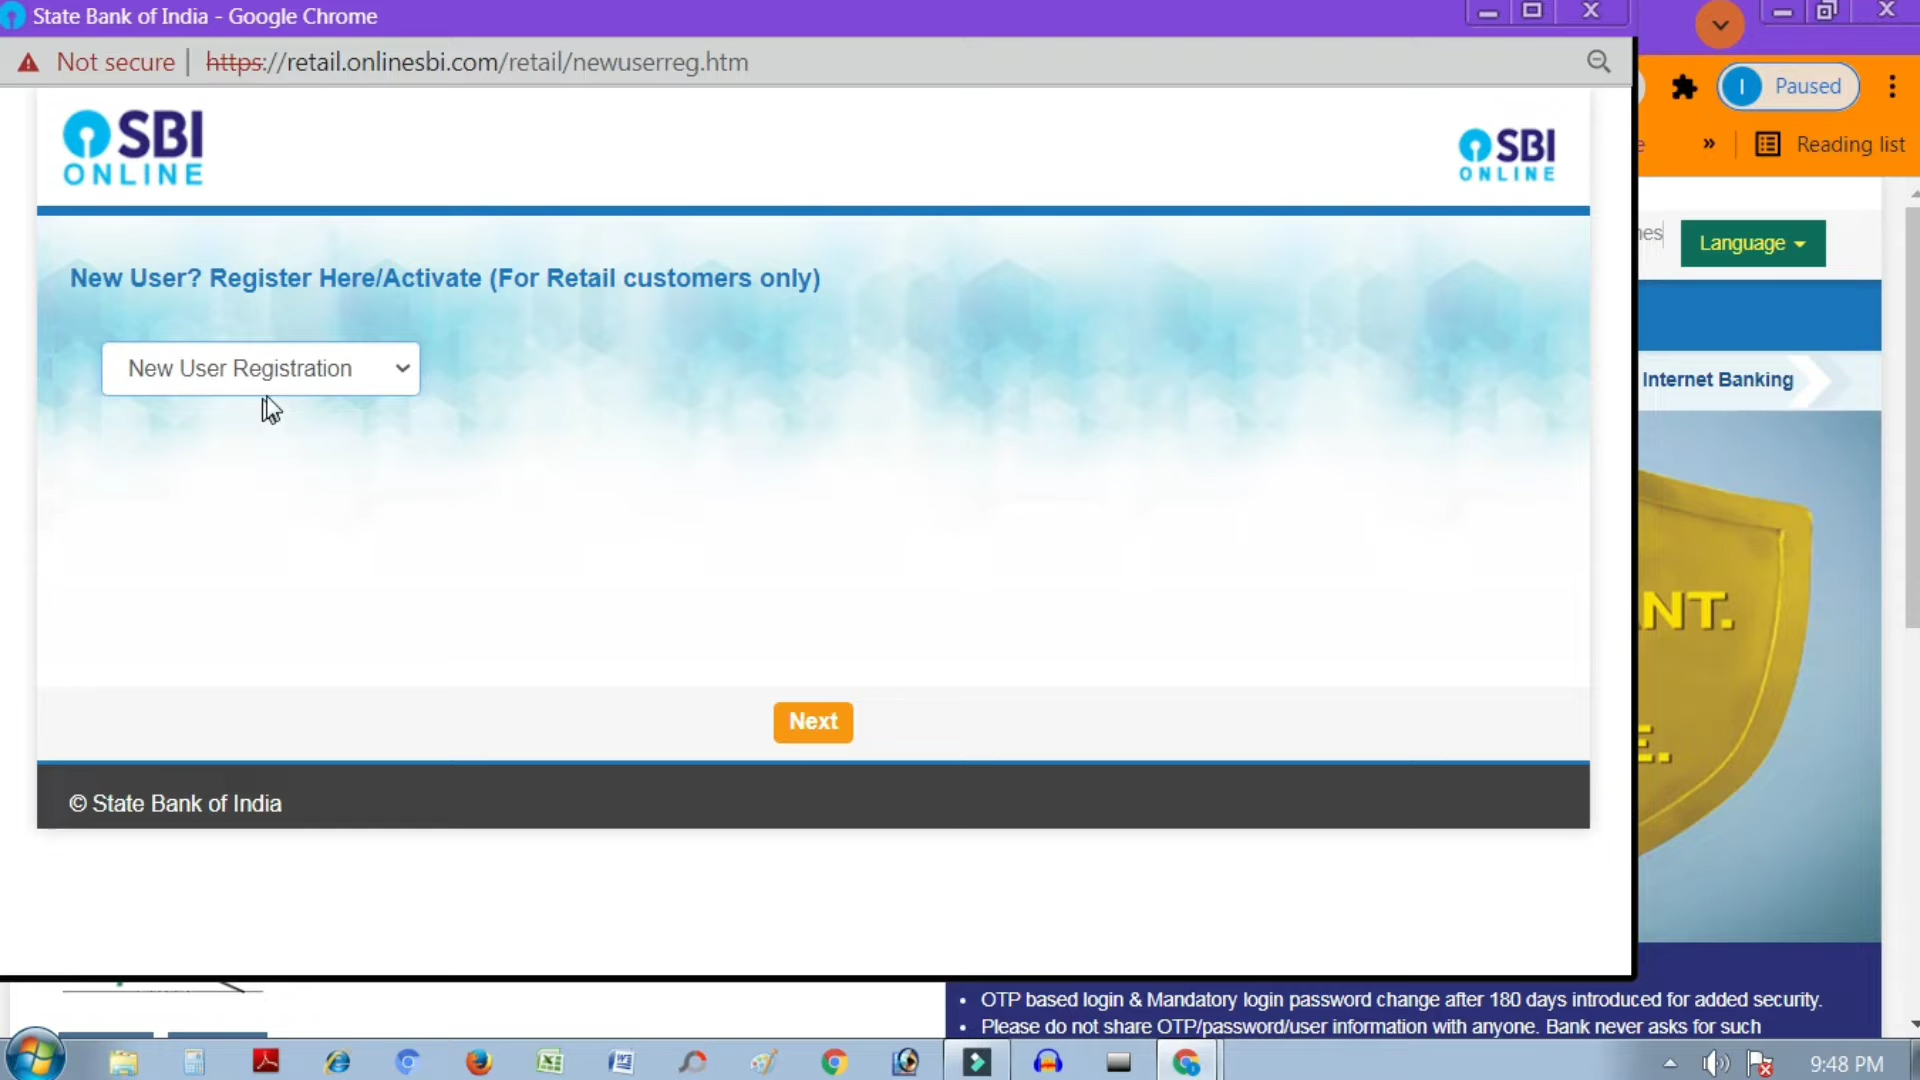 State Bank of India - Google Chrome
Not secure | https://retail.onlinesbi.com/retail/newuserreg.htm
Paused
Reading list
SBI
ONLINE
SBI
ONLINE
Language
New User? Register Here/Activate (For Retail customers only)
New User Registration
Internet Banking
NT.
E.
Next
© State Bank of India
• OTP based login & Mandatory login password change after 180 days introduced for added security.
• Please do not share OTP/password/user information with anyone. Bank never asks for such
9:48 PM